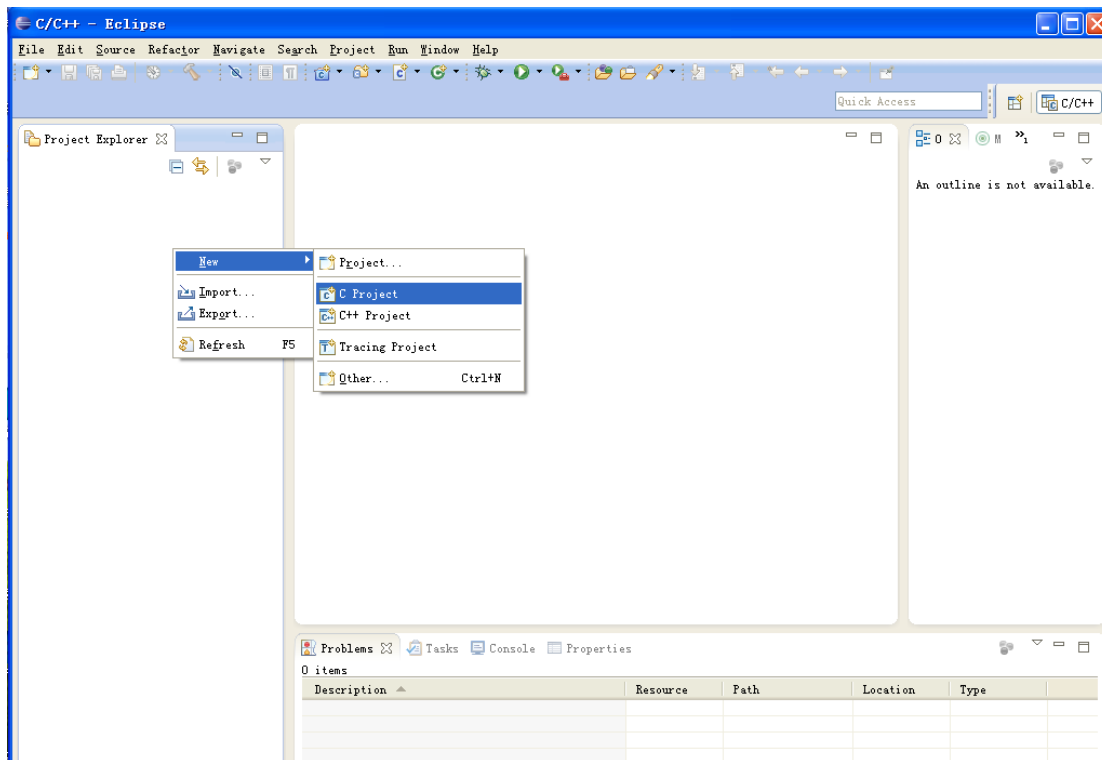 C/C++ - Eclipse
File Edit Source Refactor Navigate Search Project Run Window Help
Quick Access
C/C++
Project Explorer
O M »1
An outline is not available.
New
Import...
Export...
Refresh F5
Project...
C Project
C++ Project
Tracing Project
Other... Ctrl+N
Problems Tasks Console Properties
0 items
Description Resource Path Location Type